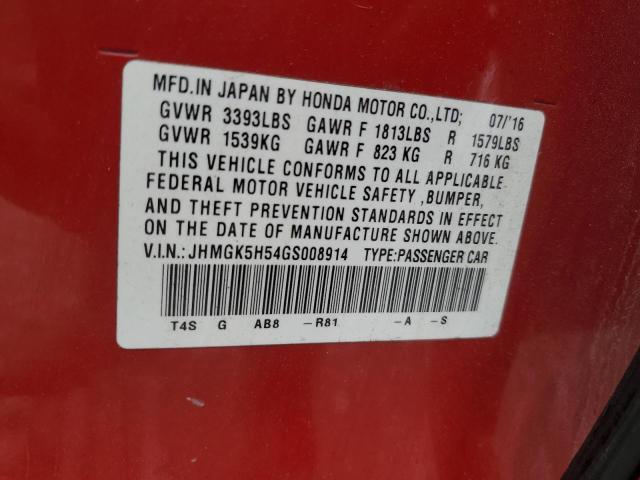 MFD.IN JAPAN BY HONDA MOTOR CO.,LTD; 07/'16
GVWR 3393LBS GAWR F 1813LBS R 1579LBS
GVWR 1539KG GAWR F 823 KG R 716 KG
THIS VEHICLE CONFORMS TO ALL APPLICABLE
FEDERAL MOTOR VEHICLE SAFETY ,BUMPER,
AND THEFT PREVENTION STANDARDS IN EFFECT
ON THE DATE OF MANUFACTURE SHOWN ABOVE.
V.I.N.: JHMGK5H54GS008914 TYPE:PASSENGER CAR
T4S G AB8 -R81 -A -S